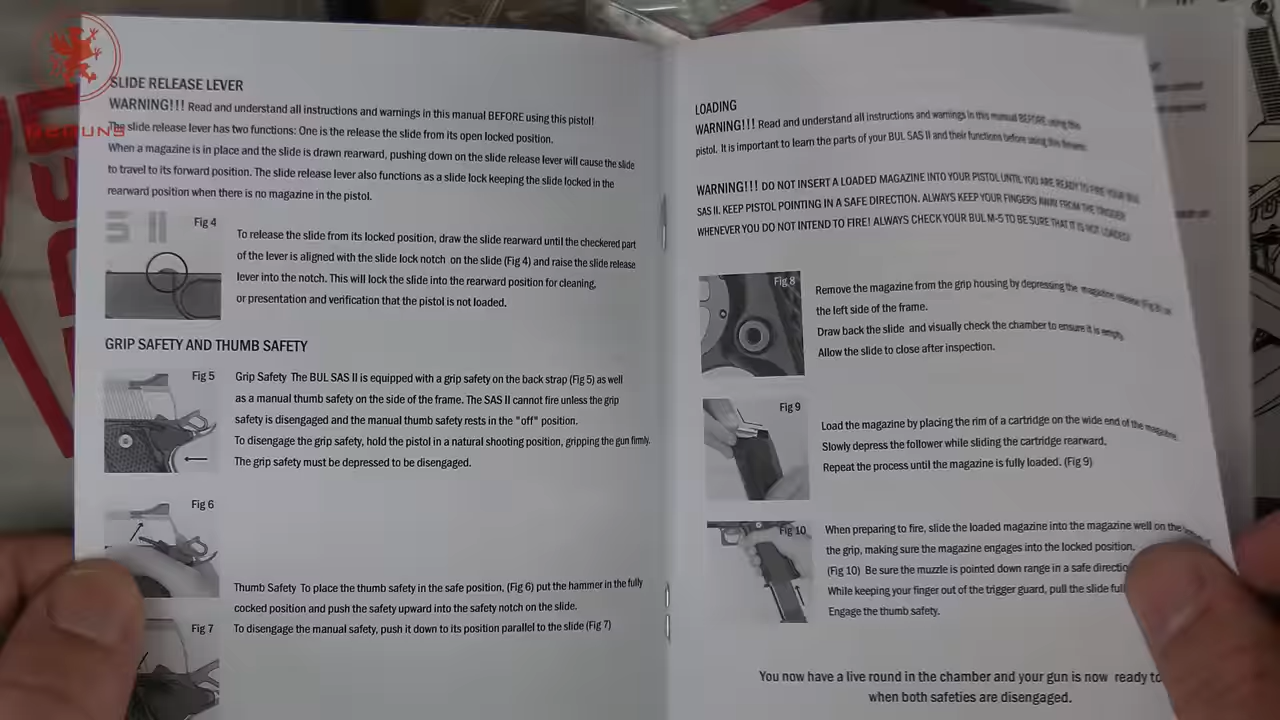 SLIDE RELEASE LEVER
WARNING!!! Read and understand all instructions and warnings in this manual BEFORE using this pistol!
The slide release lever has two functions: One is the release the slide from its open locked position.
When a magazine is in place and the slide is drawn rearward, pushing down on the slide release lever will cause the slide
to travel to its forward position. The slide release lever also functions as a slide lock keeping the slide locked in the
rearward position when there is no magazine in the pistol.
S II
Fig 4
To release the slide from its locked position, draw the slide rearward until the checkered part
of the lever is aligned with the slide lock notch on the slide (Fig 4) and raise the slide release
lever into the notch. This will lock the slide into the rearward position for cleaning,
or presentation and verification that the pistol is not loaded.
GRIP SAFETY AND THUMB SAFETY
Fig 5
Grip Safety The BUL SAS II is equipped with a grip safety on the back strap (Fig 5) as well
as a manual thumb safety on the side of the frame. The SAS II cannot fire unless the grip
safety is disengaged and the manual thumb safety rests in the "off" position.
To disengage the grip safety, hold the pistol in a natural shooting position, gripping the gun firmly.
The grip safety must be depressed to be disengaged.
Fig 6
Thumb Safety To place the thumb safety in the safe position, (Fig 6) put the hammer in the fully
cocked position and push the safety upward into the safety notch on the slide.
Fig 7
To disengage the manual safety, push it down to its position parallel to the slide (Fig 7)
LOADING
WARNING!!! Read and understand all instructions and warnings in this manual BEFORE using this
pistol. It is important to learn the parts of your BUL SAS II and their functions before using this firearm.
WARNING!!! DO NOT INSERT A LOADED MAGAZINE INTO YOUR PISTOL UNTIL YOU ARE READY TO FIRE YOUR BUL
SAS II. KEEP PISTOL POINTING IN A SAFE DIRECTION. ALWAYS KEEP YOUR FINGERS AWAY FROM THE TRIGGER
WHENEVER YOU DO NOT INTEND TO FIRE! ALWAYS CHECK YOUR BUL M-5 TO BE SURE THAT IT IS NOT LOADED!
Fig 8
Remove the magazine from the grip housing by depressing the magazine release (Fig 8) on
the left side of the frame.
Draw back the slide and visually check the chamber to ensure it is empty.
Allow the slide to close after inspection.
Fig 9
Load the magazine by placing the rim of a cartridge on the wide end of the magazine.
Slowly depress the follower while sliding the cartridge rearward.
Repeat the process until the magazine is fully loaded. (Fig 9)
Fig 10
When preparing to fire, slide the loaded magazine into the magazine well on the
the grip, making sure the magazine engages into the locked position.
(Fig 10) Be sure the muzzle is pointed down range in a safe
While keeping your finger out of the trigger guard, pull the slide
Engage the thumb safety.
You now have a live round in the chamber and your gun is now ready to
when both safeties are disengaged.